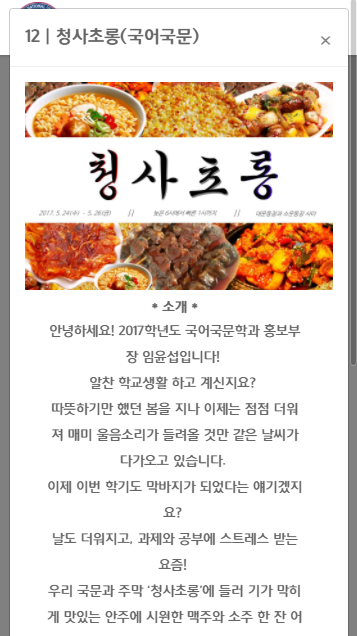 12 | 청사초롱(국어국문)
×
청사초롱
2017. 5. 24(수) ~ 5. 26(금) // 늦은 6시에서 빠른 1시까지 // 대운동장과 소운동장 사이
* 소개 *
안녕하세요! 2017학년도 국어국문학과 홍보부
장 임윤섭입니다!
알찬 학교생활 하고 계신지요?
따뜻하기만 했던 봄을 지나 이제는 점점 더워
져 매미 울음소리가 들려올 것만 같은 날씨가
다가오고 있습니다.
이제 이번 학기도 막바지가 되었다는 얘기겠지
요?
날도 더워지고, 과제와 공부에 스트레스 받는
요즘!
우리 국문과 주막 ‘청사초롱’에 들러 기가 막히
게 맛있는 안주에 시원한 맥주와 소주 한 잔 어